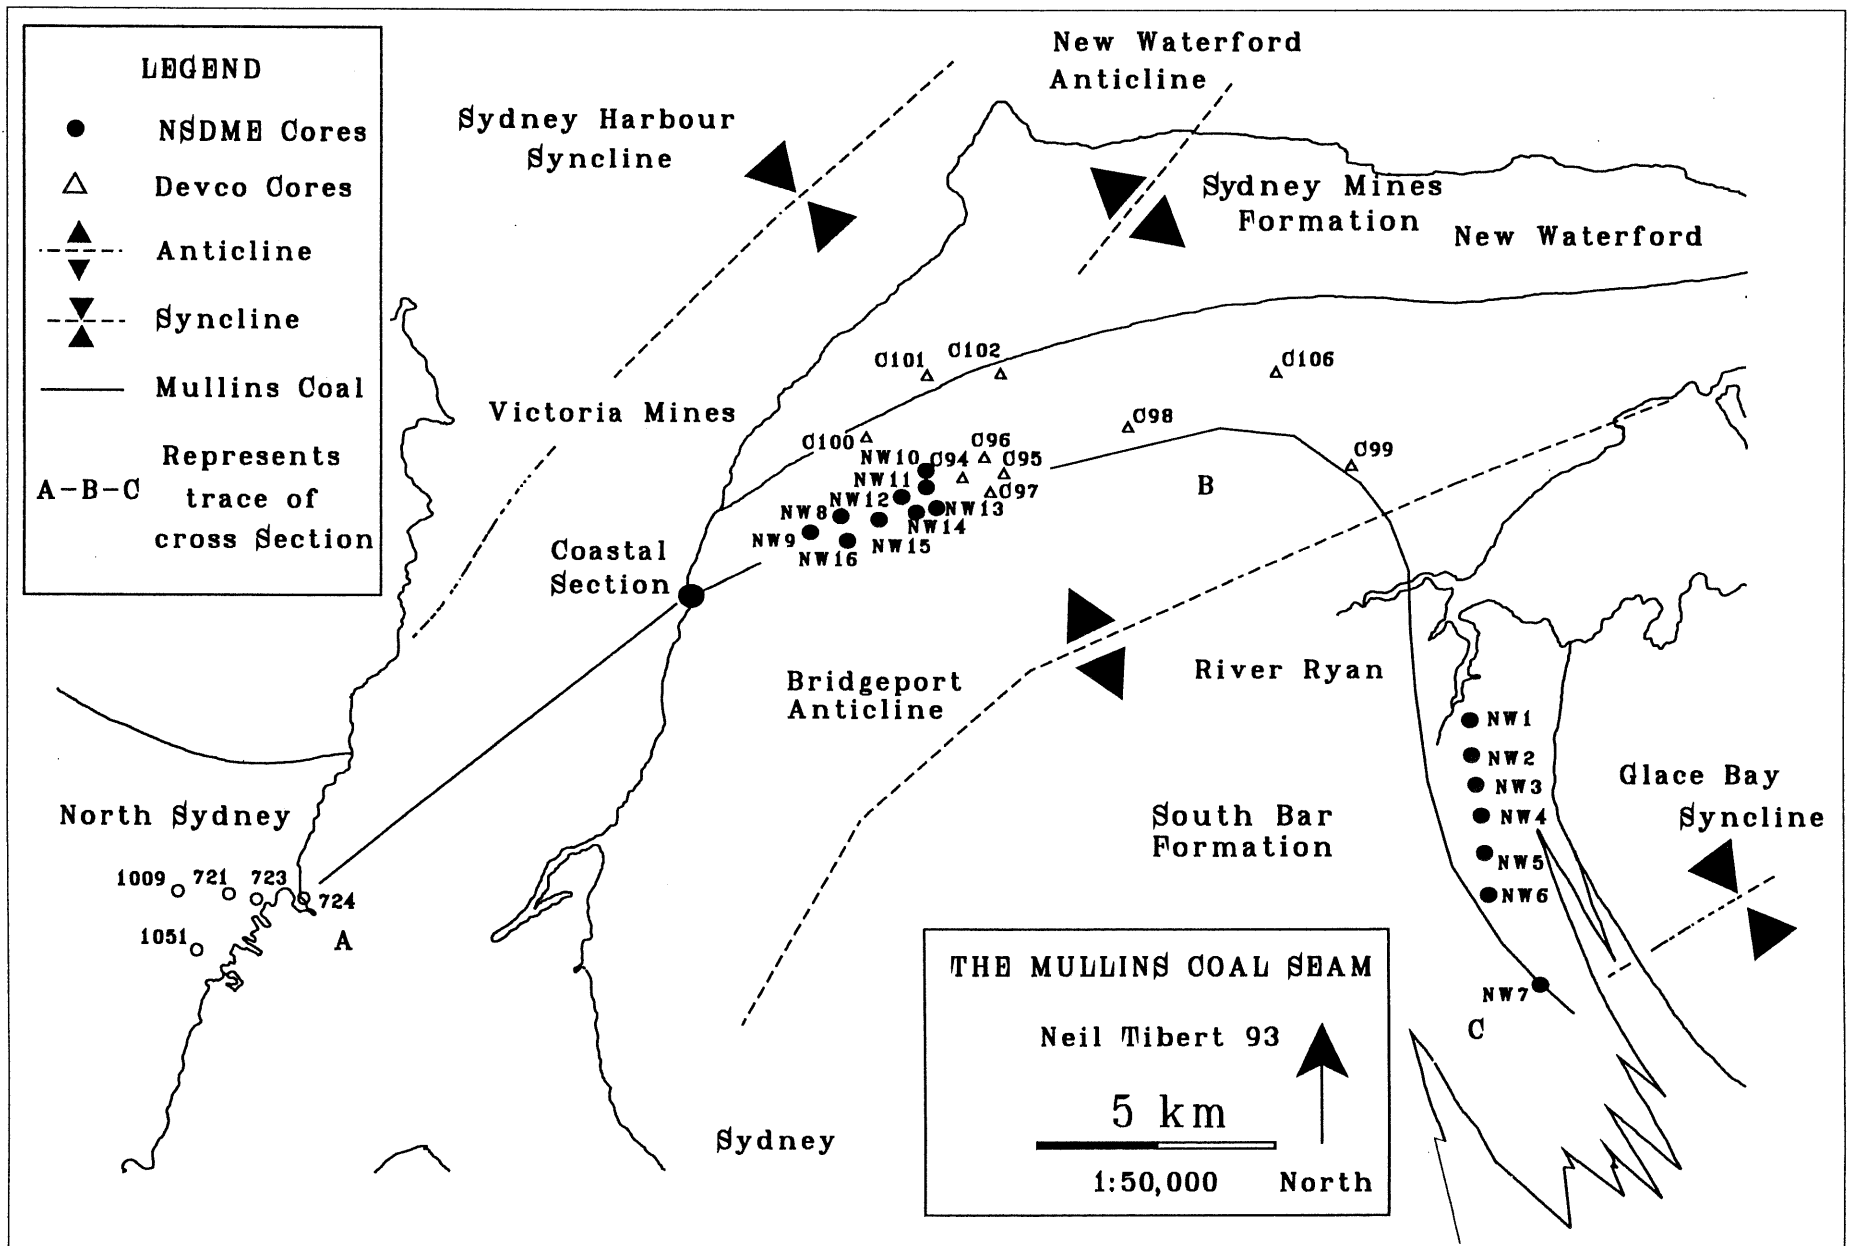 LEGEND
NSDME Cores
Devco Cores
Anticline
Syncline
Mullins Coal
A-B-C
Represents
trace of
cross Section
New Waterford
Anticline
Sydney Harbour
Syncline
Sydney Mines
Formation
New Waterford
Victoria Mines
C101
C102
C106
C100
C98
C96
C99
NW10
C94
C95
NW11
C97
NW12
NW8
NW13
NW14
NW9
NW15
NW16
B
Coastal
Section
Bridgeport
Anticline
River Ryan
NW1
NW2
NW3
NW4
NW5
NW6
NW7
C
Glace Bay
Syncline
South Bar
Formation
North Sydney
1009
721
723
724
1051
A
Sydney
THE MULLINS COAL SEAM
Neil Tibert 93
5 km
1:50,000
North